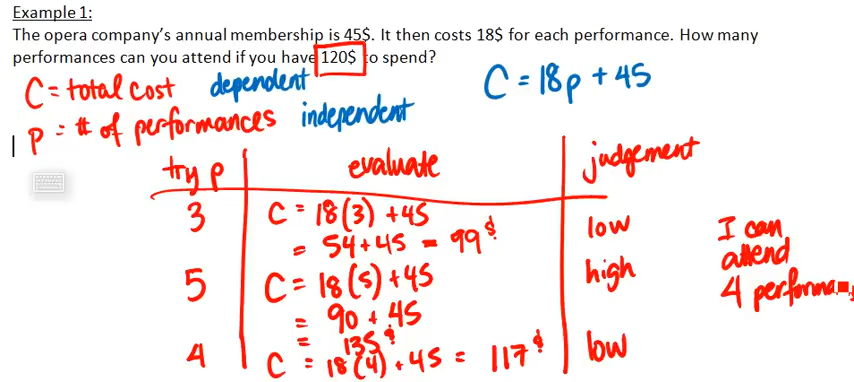 Example 1:
The opera company's annual membership is 45$. It then costs 18$ for each performance. How many
performances can you attend if you have 120$ to spend?
C = total cost dependent C = 18p + 45
P = # of performances independent
try p evaluate judgement
3 C = 18(3) + 45 low
= 54 + 45 = 99$
5 C = 18(5) + 45 high
= 90 + 45
= 135$
4 C = 18(4) + 45 = 117$ low
I can
attend
4 performa